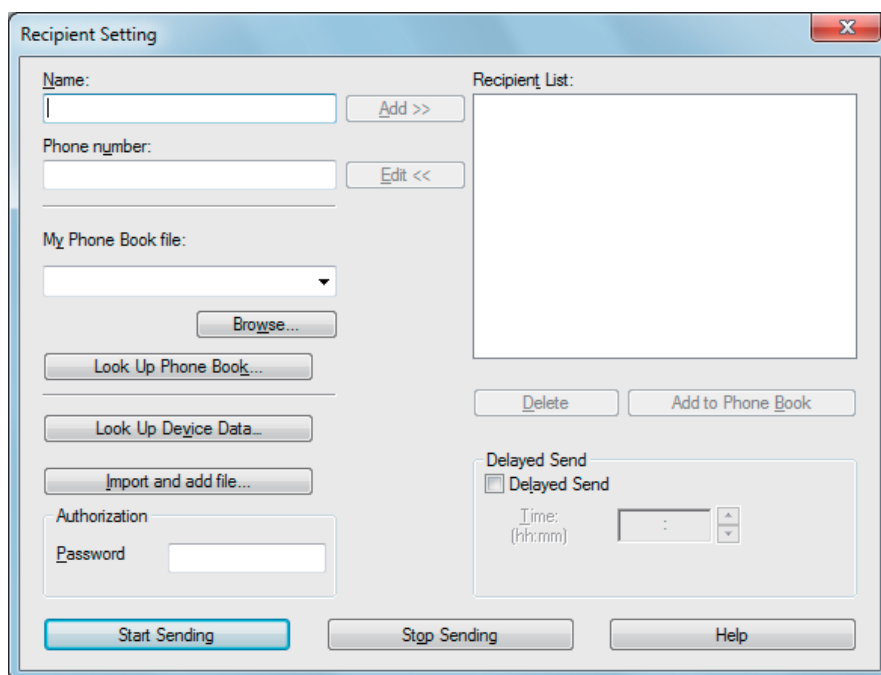 Recipient Setting
Name:
Add >>
Phone number:
Edit <<
My Phone Book file:
Browse...
Look Up Phone Book...
Look Up Device Data...
Import and add file...
Authorization
Password
Recipient List:
Delete
Add to Phone Book
Delayed Send
Delayed Send
Time:
(hh:mm)
:
Start Sending
Stop Sending
Help